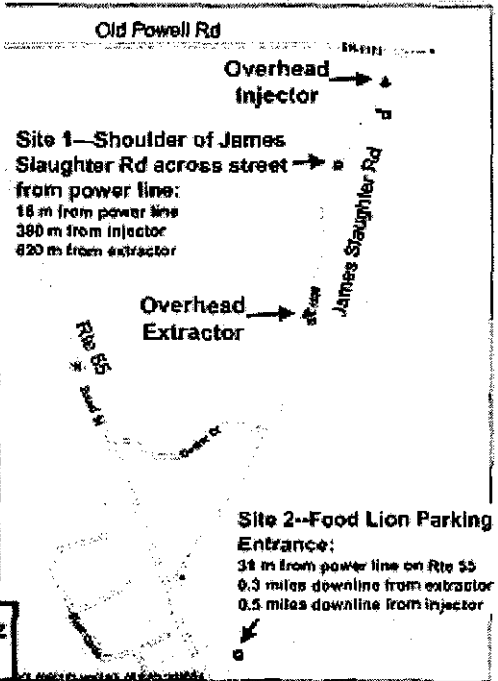 Old Powell Rd
Overhead
Injector
Site 1—Shoulder of James
Slaughter Rd across street
from power line:
16 m from power line
380 m from injector
620 m from extractor
James Slaughter Rd
Overhead
Extractor
Rte 55
Site 2--Food Lion Parking
Entrance:
31 m from power line on Rte 55
0.3 miles downline from extractor
0.5 miles downline from injector